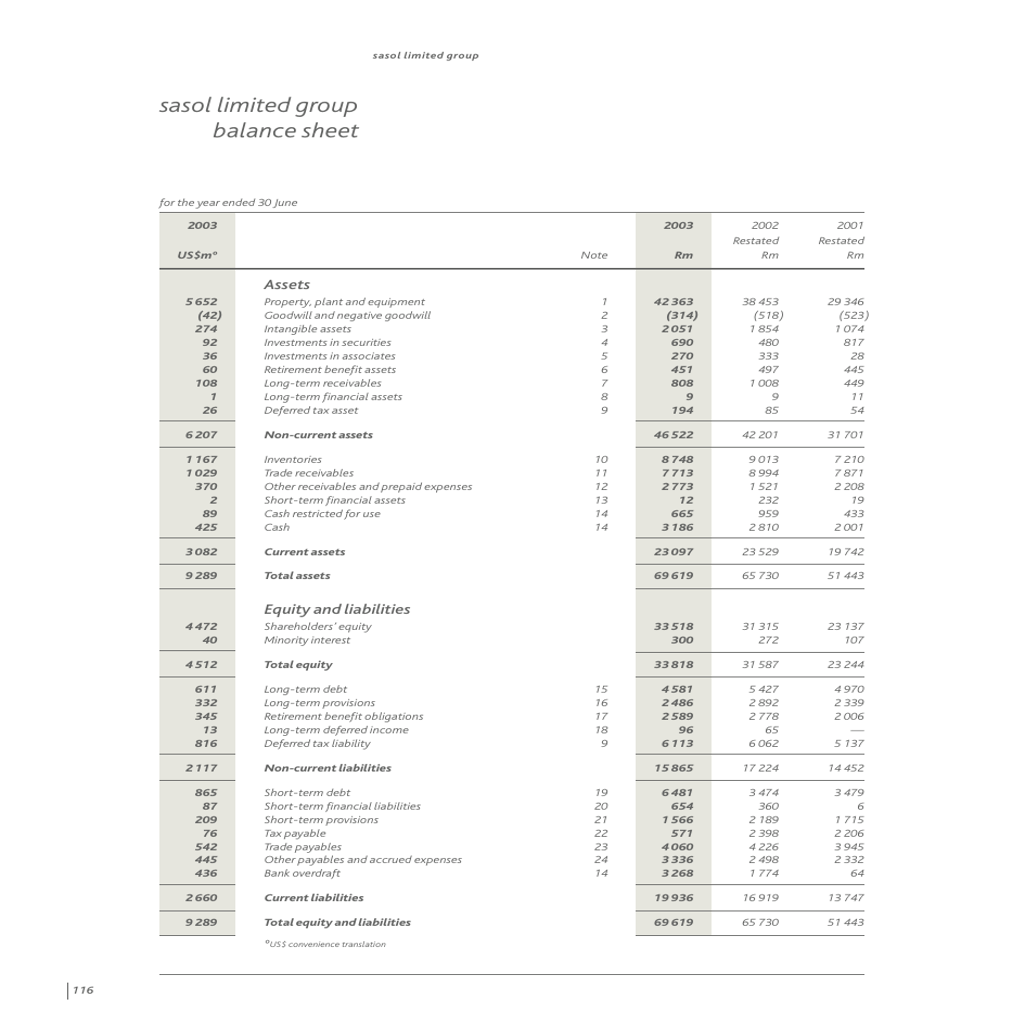 sasol limited group
sasol limited group
balance sheet
for the year ended 30 June
2003 2003 2002 2001
Restated Restated
US$mº Note Rm Rm Rm
Assets
5 652 Property, plant and equipment 1 42 363 38 453 29 346
(42) Goodwill and negative goodwill 2 (314) (518) (523)
274 Intangible assets 3 2 051 1 854 1 074
92 Investments in securities 4 690 480 817
36 Investments in associates 5 270 333 28
60 Retirement benefit assets 6 451 497 445
108 Long-term receivables 7 808 1 008 449
1 Long-term financial assets 8 9 9 11
26 Deferred tax asset 9 194 85 54
6 207 Non-current assets 46 522 42 201 31 701
1 167 Inventories 10 8 748 9 013 7 210
1 029 Trade receivables 11 7 713 8 994 7 871
370 Other receivables and prepaid expenses 12 2 773 1 521 2 208
2 Short-term financial assets 13 12 232 19
89 Cash restricted for use 14 665 959 433
425 Cash 14 3 186 2 810 2 001
3 082 Current assets 23 097 23 529 19 742
9 289 Total assets 69 619 65 730 51 443
Equity and liabilities
4 472 Shareholders' equity 33 518 31 315 23 137
40 Minority interest 300 272 107
4 512 Total equity 33 818 31 587 23 244
611 Long-term debt 15 4 581 5 427 4 970
332 Long-term provisions 16 2 486 2 892 2 339
345 Retirement benefit obligations 17 2 589 2 778 2 006
13 Long-term deferred income 18 96 65 —
816 Deferred tax liability 9 6 113 6 062 5 137
2 117 Non-current liabilities 15 865 17 224 14 452
865 Short-term debt 19 6 481 3 474 3 479
87 Short-term financial liabilities 20 654 360 6
209 Short-term provisions 21 1 566 2 189 1 715
76 Tax payable 22 571 2 398 2 206
542 Trade payables 23 4 060 4 226 3 945
445 Other payables and accrued expenses 24 3 336 2 498 2 332
436 Bank overdraft 14 3 268 1 774 64
2 660 Current liabilities 19 936 16 919 13 747
9 289 Total equity and liabilities 69 619 65 730 51 443
ºUS$ convenience translation
116